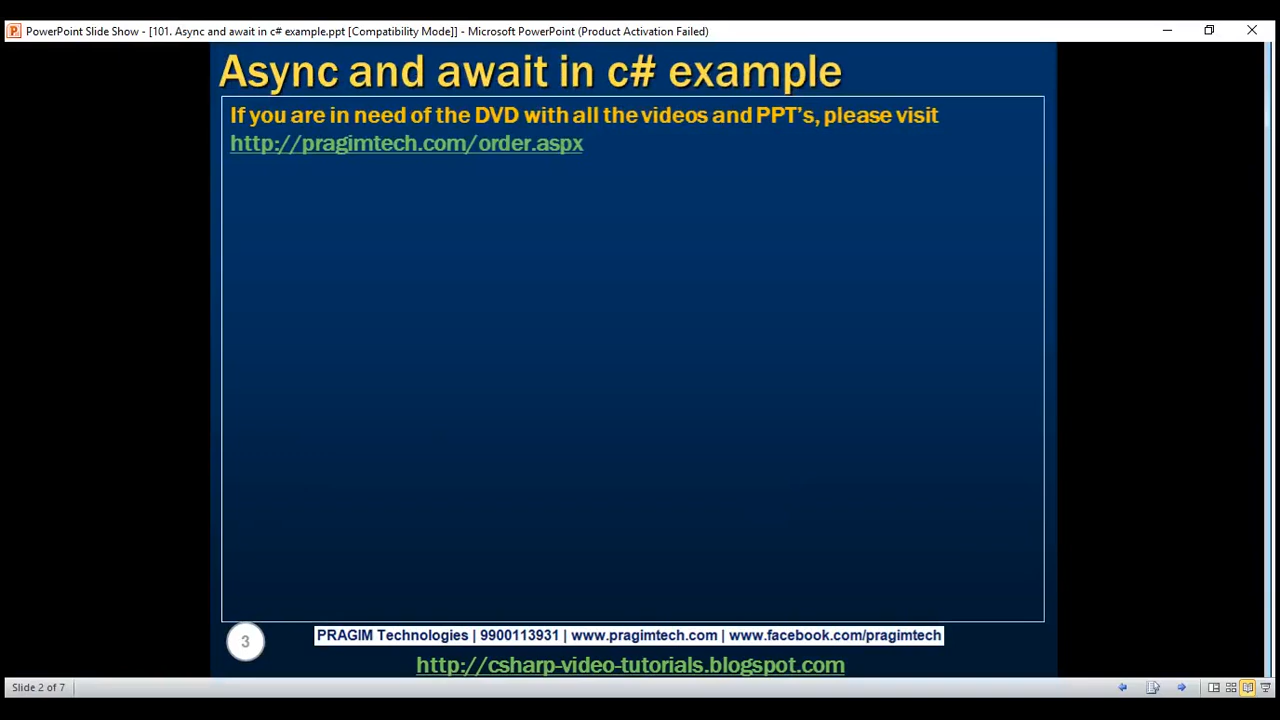 PowerPoint Slide Show - [101. Async and await in c# example.ppt [Compatibility Mode]] - Microsoft PowerPoint (Product Activation Failed)
Async and await in c# example
If you are in need of the DVD with all the videos and PPT's, please visit
http://pragimtech.com/order.aspx
3
PRAGIM Technologies | 9900113931 | www.pragimtech.com | www.facebook.com/pragimtech
http://csharp-video-tutorials.blogspot.com
Slide 2 of 7